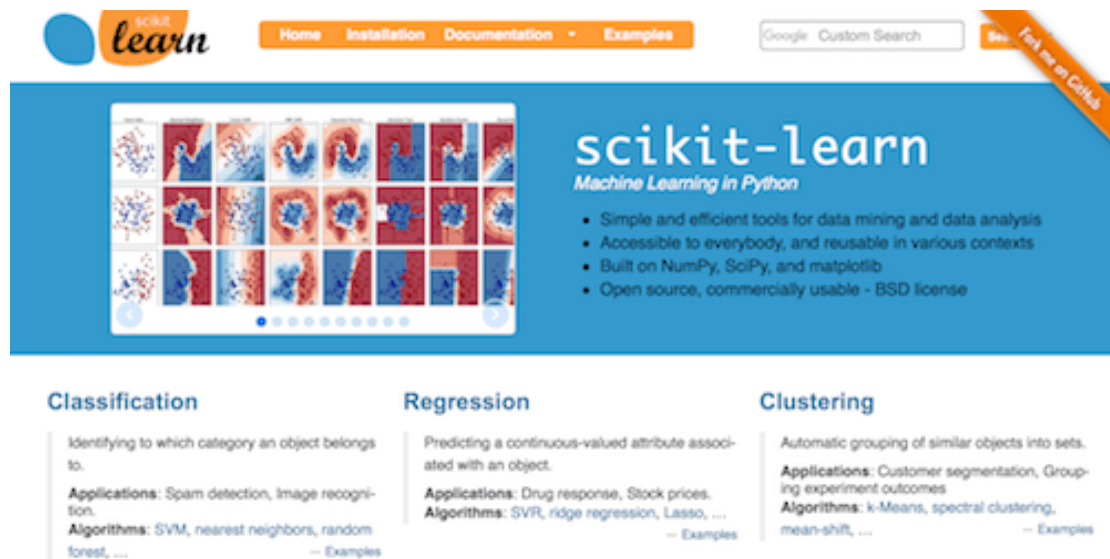 scikit
learn
Home Installation Documentation Examples
Google Custom Search
Fork me on GitHub
scikit-learn
Machine Learning in Python
Simple and efficient tools for data mining and data analysis
Accessible to everybody, and reusable in various contexts
Built on NumPy, SciPy, and matplotlib
Open source, commercially usable - BSD license
Classification
Identifying to which category an object belongs
to.
Applications: Spam detection, Image recogni-
tion.
Algorithms: SVM, nearest neighbors, random
forest, ...
— Examples
Regression
Predicting a continuous-valued attribute associ-
ated with an object.
Applications: Drug response, Stock prices.
Algorithms: SVR, ridge regression, Lasso, ...
— Examples
Clustering
Automatic grouping of similar objects into sets.
Applications: Customer segmentation, Group-
ing experiment outcomes
Algorithms: k-Means, spectral clustering,
mean-shift, ...
— Examples